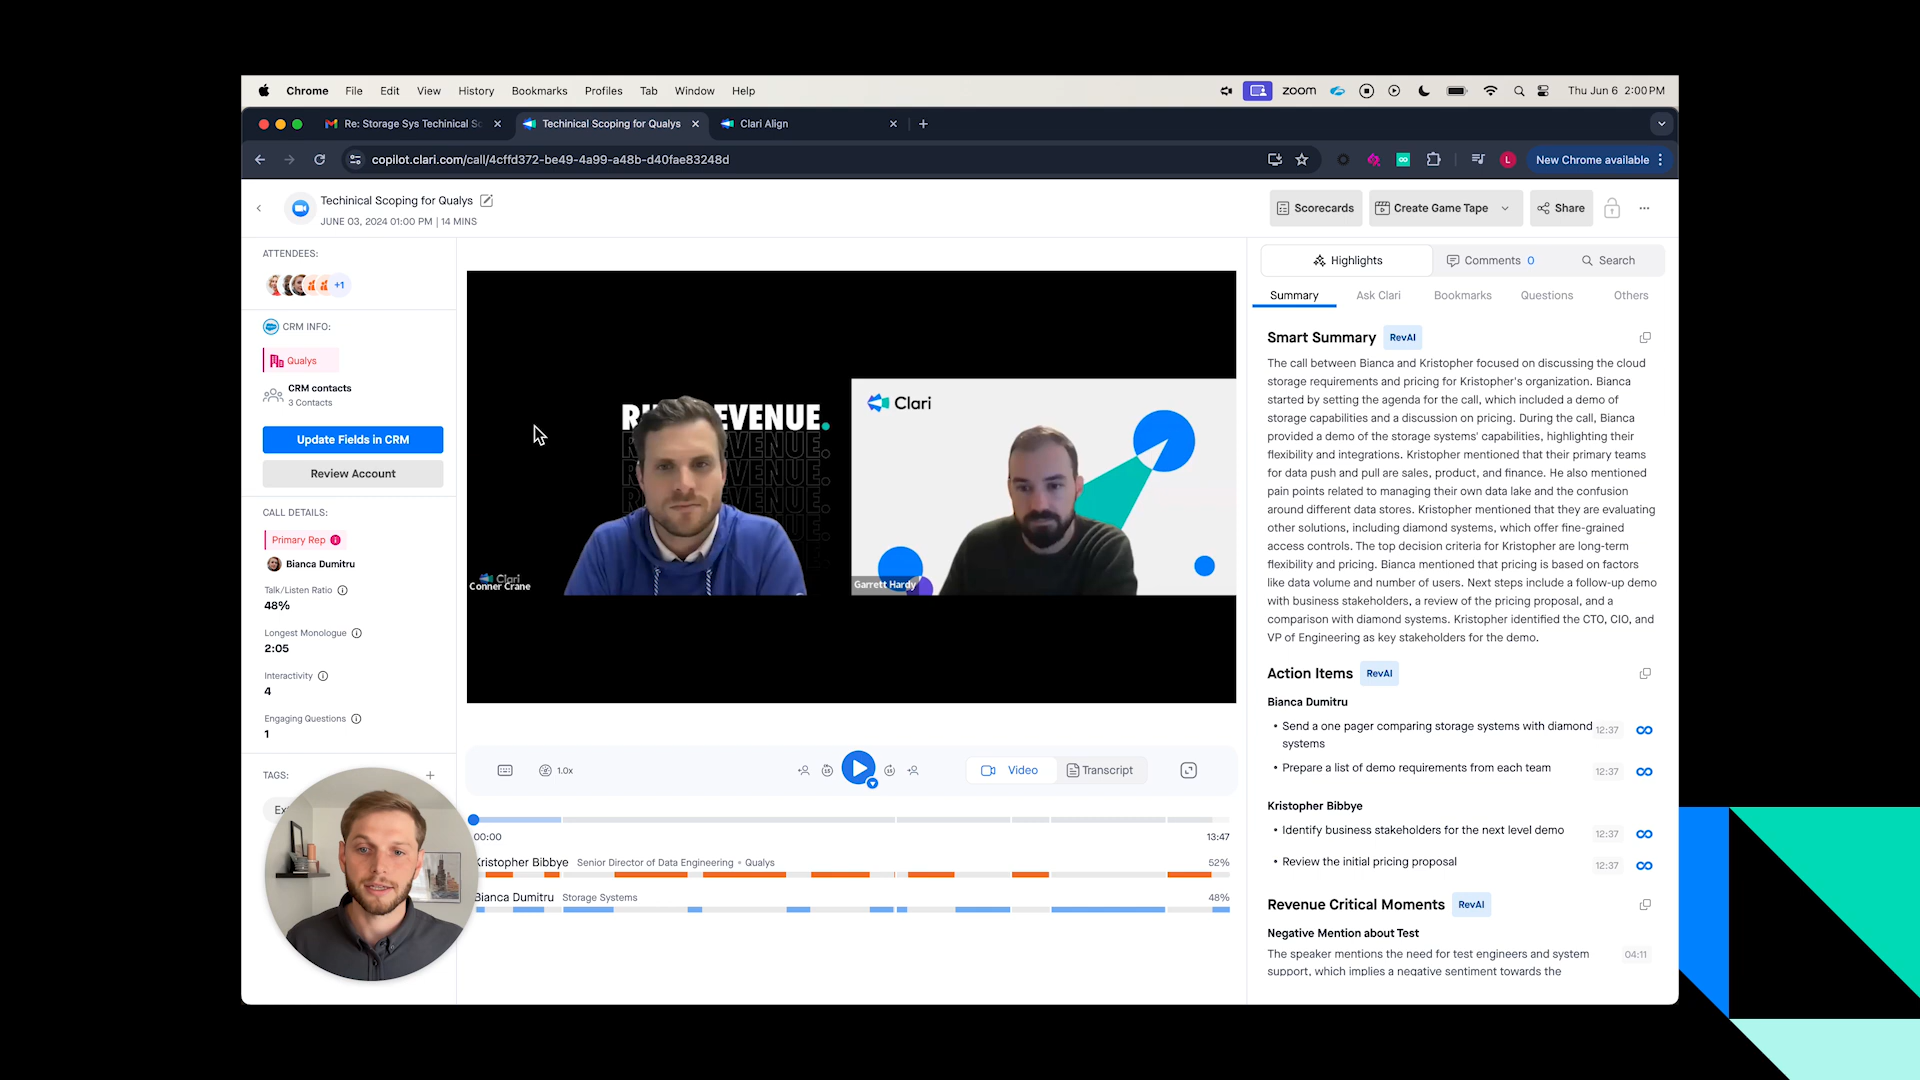 Chrome File Edit View History Bookmarks Profiles Tab Window Help
zoom Thu Jun 6 2:00 PM
Re: Storage Sys Techinical Sc
Techinical Scoping for Qualys
Clari Align
copilot.clari.com/call/4cffd372-be49-4a99-a48b-d40fae83248d
L
New Chrome available
Techinical Scoping for Qualys
JUNE 03, 2024 01:00 PM | 14 MINS
Scorecards
Create Game Tape
Share
ATTENDEES:
+1
CRM INFO:
Qualys
CRM contacts
3 Contacts
Update Fields in CRM
Review Account
CALL DETAILS:
Primary Rep
Bianca Dumitru
Talk/Listen Ratio
48%
Longest Monologue
2:05
Interactivity
4
Engaging Questions
1
TAGS:
EVENUE.
Clari
Conner Crane
Clari
Garrett Hardy
1.0x
15
15
Video
Transcript
00:00
13:47
Kristopher Bibbye Senior Director of Data Engineering • Qualys 52%
Bianca Dumitru Storage Systems 48%
Highlights
Comments 0
Search
Summary
Ask Clari
Bookmarks
Questions
Others
Smart Summary RevAI
The call between Bianca and Kristopher focused on discussing the cloud
storage requirements and pricing for Kristopher's organization. Bianca
started by setting the agenda for the call, which included a demo of
storage capabilities and a discussion on pricing. During the call, Bianca
provided a demo of the storage systems' capabilities, highlighting their
flexibility and integrations. Kristopher mentioned that their primary teams
for data push and pull are sales, product, and finance. He also mentioned
pain points related to managing their own data lake and the confusion
around different data stores. Kristopher mentioned that they are evaluating
other solutions, including diamond systems, which offer fine-grained
access controls. The top decision criteria for Kristopher are long-term
flexibility and pricing. Bianca mentioned that pricing is based on factors
like data volume and number of users. Next steps include a follow-up demo
with business stakeholders, a review of the pricing proposal, and a
comparison with diamond systems. Kristopher identified the CTO, CIO, and
VP of Engineering as key stakeholders for the demo.
Action Items RevAI
Bianca Dumitru
• Send a one pager comparing storage systems with diamond 12:37
systems
• Prepare a list of demo requirements from each team 12:37
Kristopher Bibbye
• Identify business stakeholders for the next level demo 12:37
• Review the initial pricing proposal 12:37
Revenue Critical Moments RevAI
Negative Mention about Test
The speaker mentions the need for test engineers and system 04:11
support, which implies a negative sentiment towards the